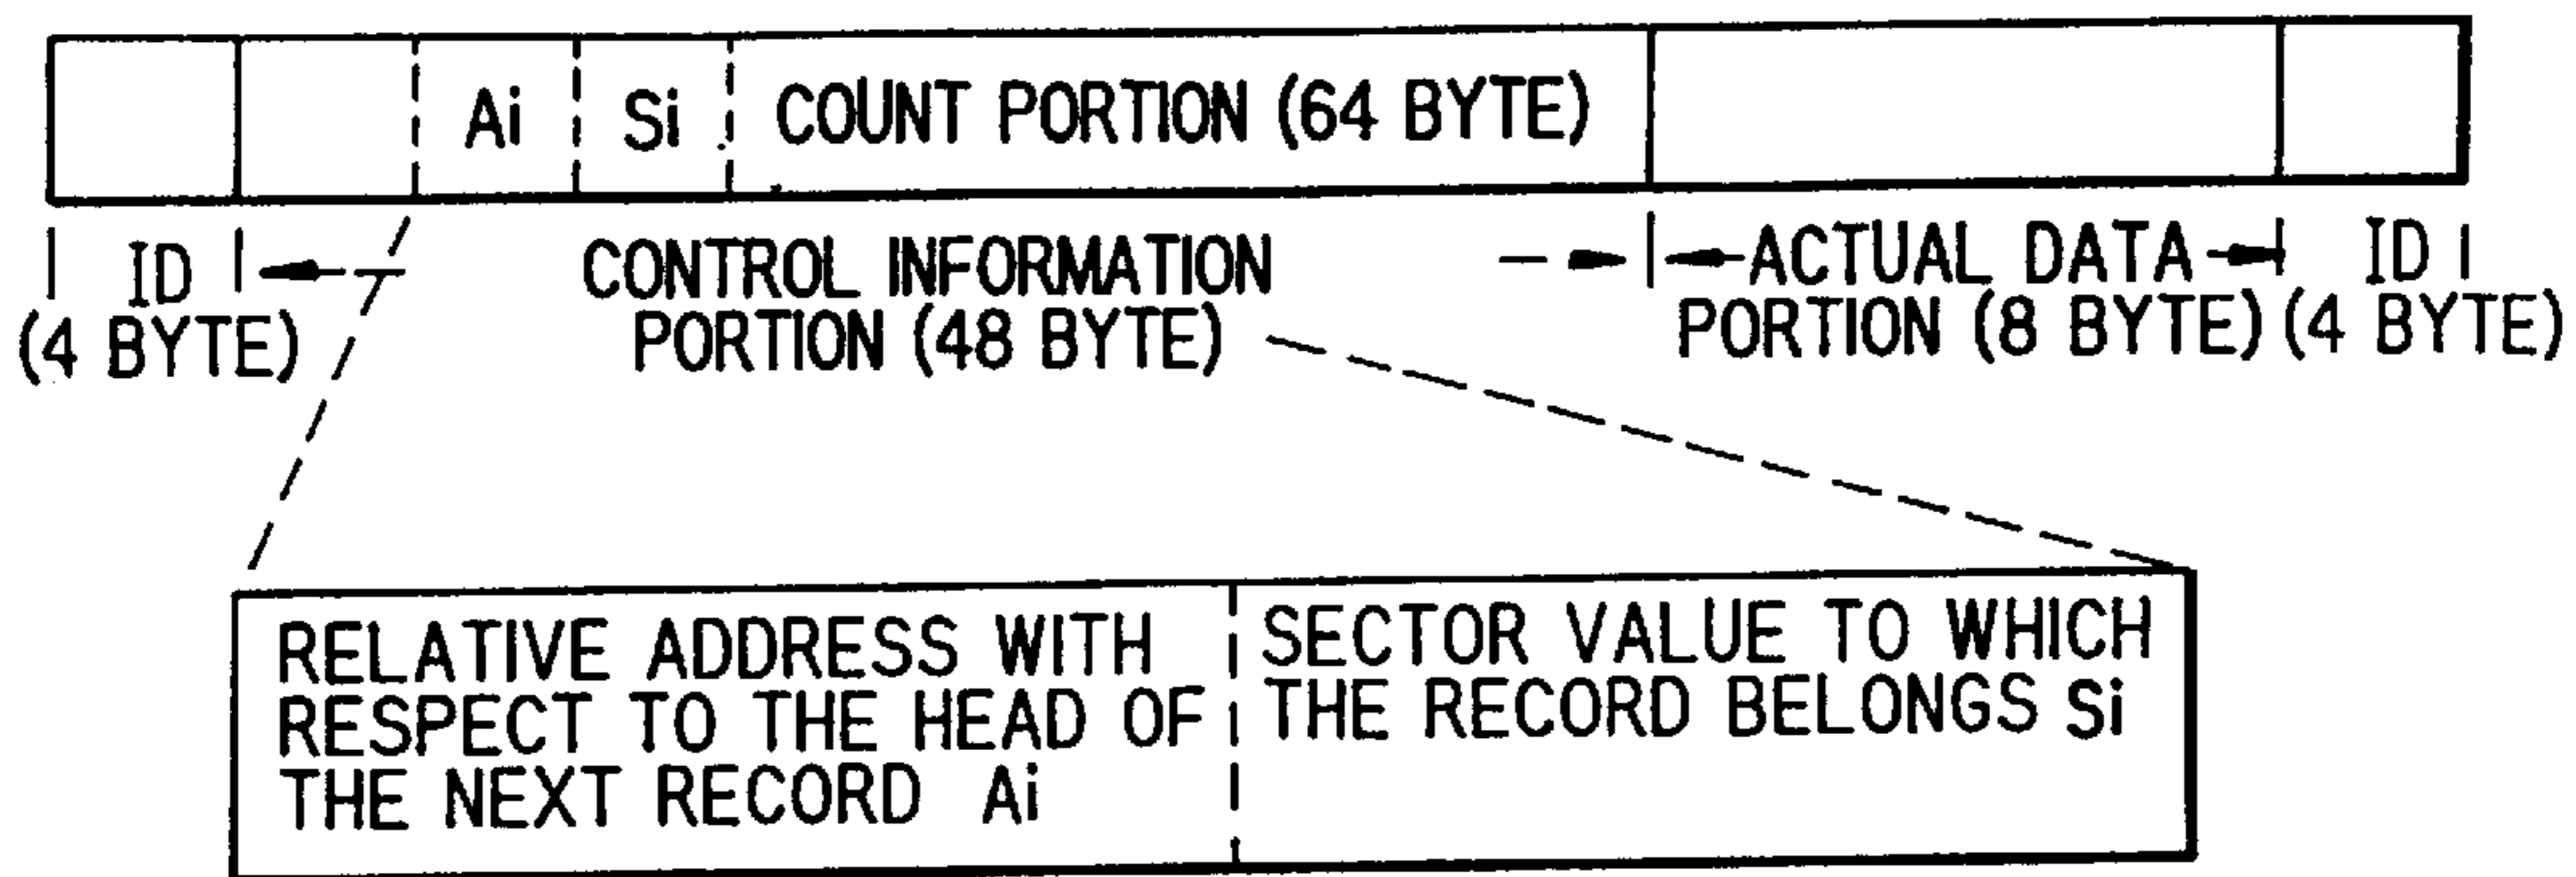 Ai Si COUNT PORTION (64 BYTE)
ID
(4 BYTE)
CONTROL INFORMATION
PORTION (48 BYTE)
ACTUAL DATA
PORTION (8 BYTE)
ID
(4 BYTE)
RELATIVE ADDRESS WITH
RESPECT TO THE HEAD OF
THE NEXT RECORD Ai
SECTOR VALUE TO WHICH
THE RECORD BELONGS Si